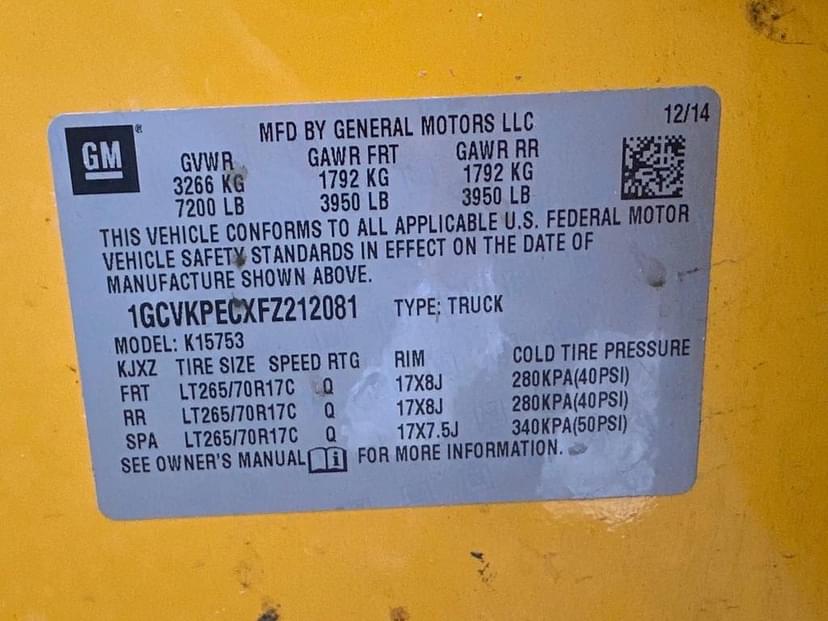 12/14
GM ®
MFD BY GENERAL MOTORS LLC
GVWR GAWR FRT GAWR RR
3266 KG 1792 KG 1792 KG
7200 LB 3950 LB 3950 LB
THIS VEHICLE CONFORMS TO ALL APPLICABLE U.S. FEDERAL MOTOR
VEHICLE SAFETY STANDARDS IN EFFECT ON THE DATE OF
MANUFACTURE SHOWN ABOVE.
1GCVKPECXFZ212081 TYPE: TRUCK
MODEL: K15753
KJXZ TIRE SIZE SPEED RTG RIM COLD TIRE PRESSURE
FRT LT265/70R17C Q 17X8J 280KPA(40PSI)
RR LT265/70R17C Q 17X8J 280KPA(40PSI)
SPA LT265/70R17C Q 17X7.5J 340KPA(50PSI)
SEE OWNER'S MANUAL i FOR MORE INFORMATION.